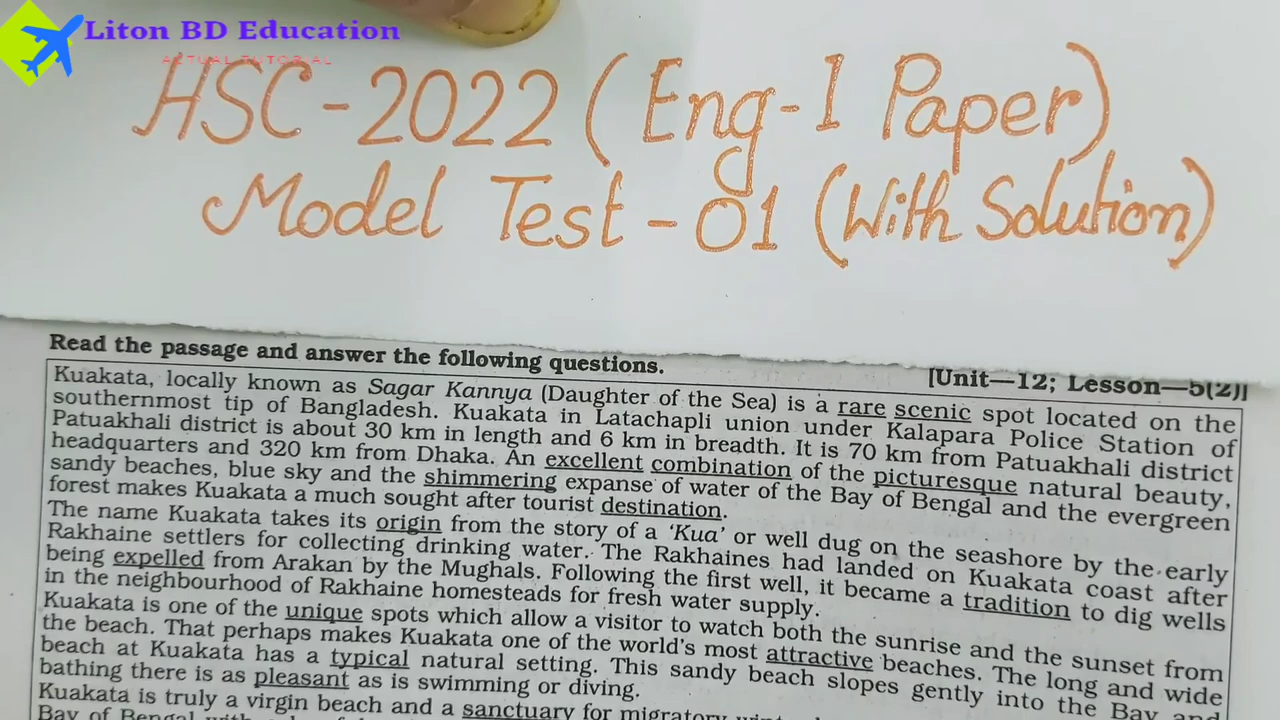 Liton BD Education
ACTUAL TUTORIAL
HSC-2022 (Eng-I Paper)
Model Test-01 (With Solution)
Read the passage and answer the following questions.
[Unit—12; Lesson—5(2)]
Kuakata, locally known as Sagar Kannya (Daughter of the Sea) is a rare scenic spot located on the
southernmost tip of Bangladesh. Kuakata in Latachapli union under Kalapara Police Station of
Patuakhali district is about 30 km in length and 6 km in breadth. It is 70 km from Patuakhali district
headquarters and 320 km from Dhaka. An excellent combination of the picturesque natural beauty,
sandy beaches, blue sky and the shimmering expanse of water of the Bay of Bengal and the evergreen
forest makes Kuakata a much sought after tourist destination.
The name Kuakata takes its origin from the story of a 'Kua' or well dug on the seashore by the early
Rakhaine settlers for collecting drinking water. The Rakhaines had landed on Kuakata coast after
being expelled from Arakan by the Mughals. Following the first well, it became a tradition to dig wells
in the neighbourhood of Rakhaine homesteads for fresh water supply.
Kuakata is one of the unique spots which allow a visitor to watch both the sunrise and the sunset from
the beach. That perhaps makes Kuakata one of the world's most attractive beaches. The long and wide
beach at Kuakata has a typical natural setting. This sandy beach slopes gently into the Bay and
bathing there is as pleasant as is swimming or diving.
Kuakata is truly a virgin beach and a sanctuary for migratory
Bay of Bengal with